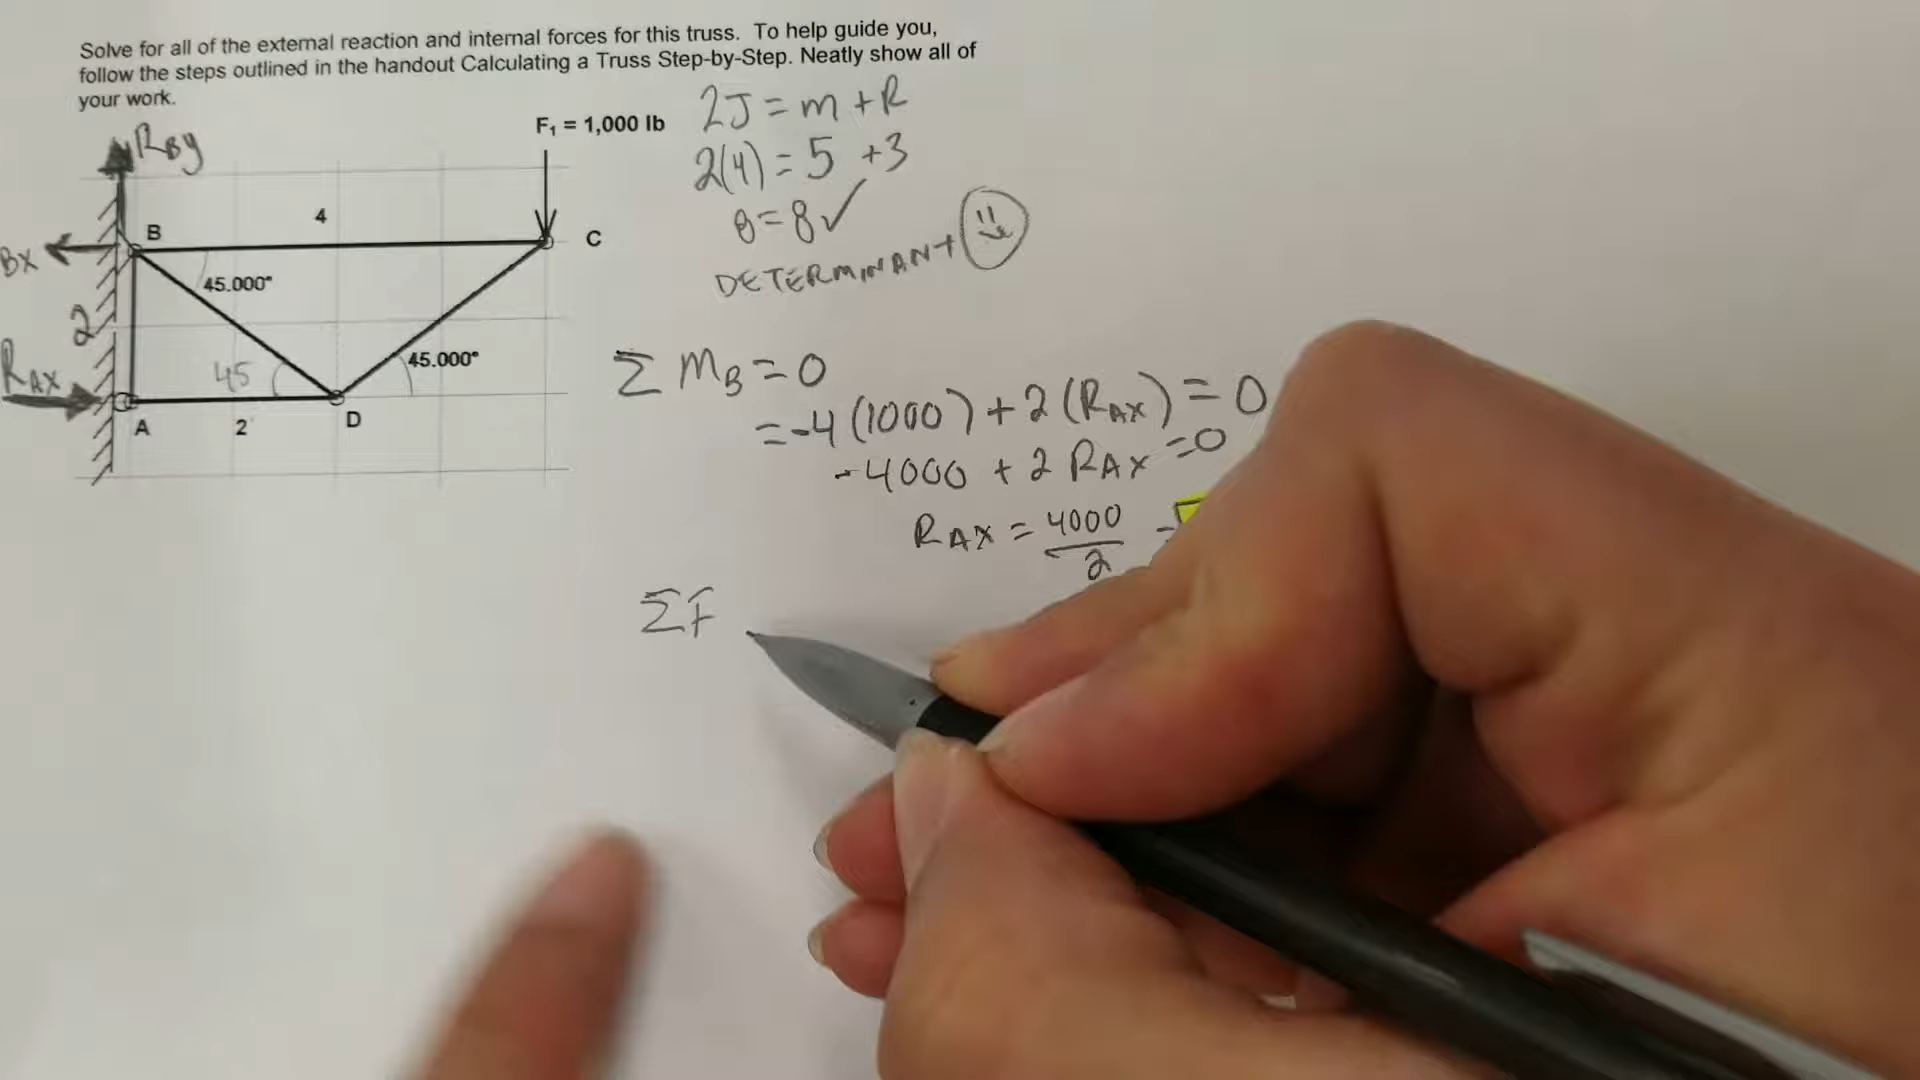 Solve for all of the external reaction and internal forces for this truss. To help guide you,
follow the steps outlined in the handout Calculating a Truss Step-by-Step. Neatly show all of
your work.
2J = m + R
F₁ = 1,000 lb
RBy
2(4) = 5 + 3
8 = 8 ✓
4
B
C
BX
DETERMINANT
45.000°
2
ΣMB = 0
45.000°
RAX
45
= -4(1000) + 2(RAX) = 0
A
2
D
-4000 + 2RAX = 0
RAX = 4000
2
ΣF